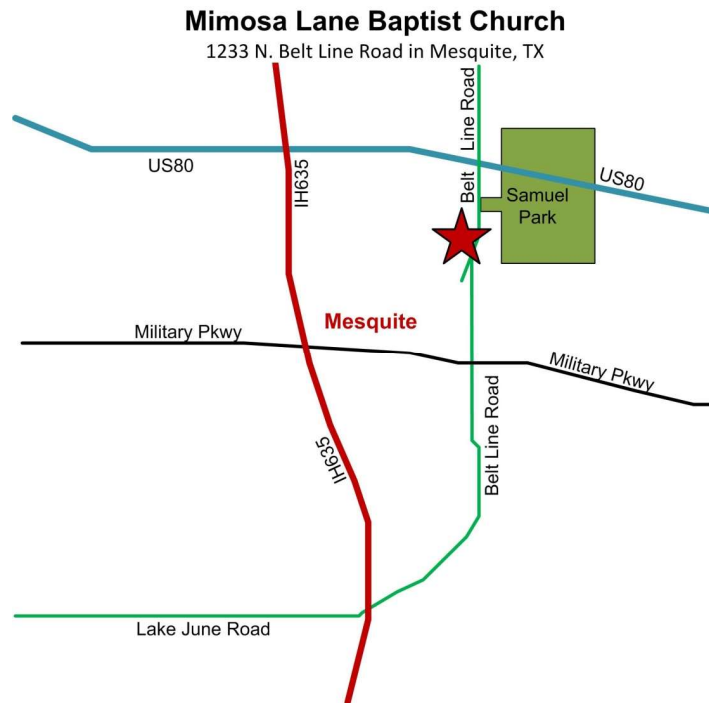 Mimosa Lane Baptist Church
1233 N. Belt Line Road in Mesquite, TX
Belt Line Road
US80
IH635
US80
Samuel
Park
Mesquite
Military Pkwy
Military Pkwy
IH635
Belt Line Road
Lake June Road